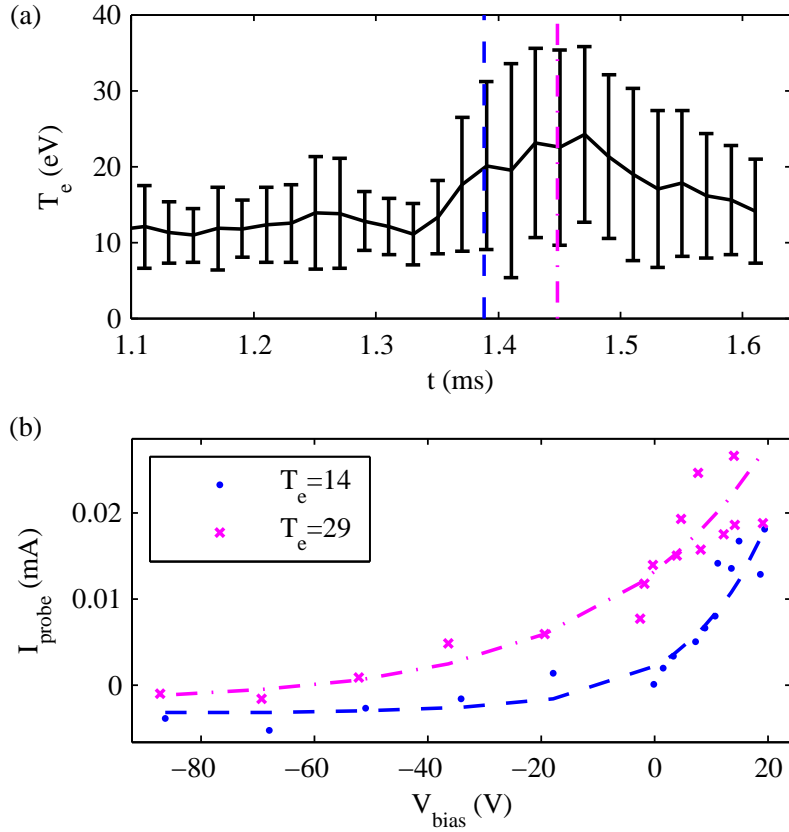 (a)
40
30
20
10
0
T_e (eV)
1.1 1.2 1.3 1.4 1.5 1.6
t (ms)
(b)
T_e=14
T_e=29
0.02
0.01
0
I_probe (mA)
−80 −60 −40 −20 0 20
V_bias (V)